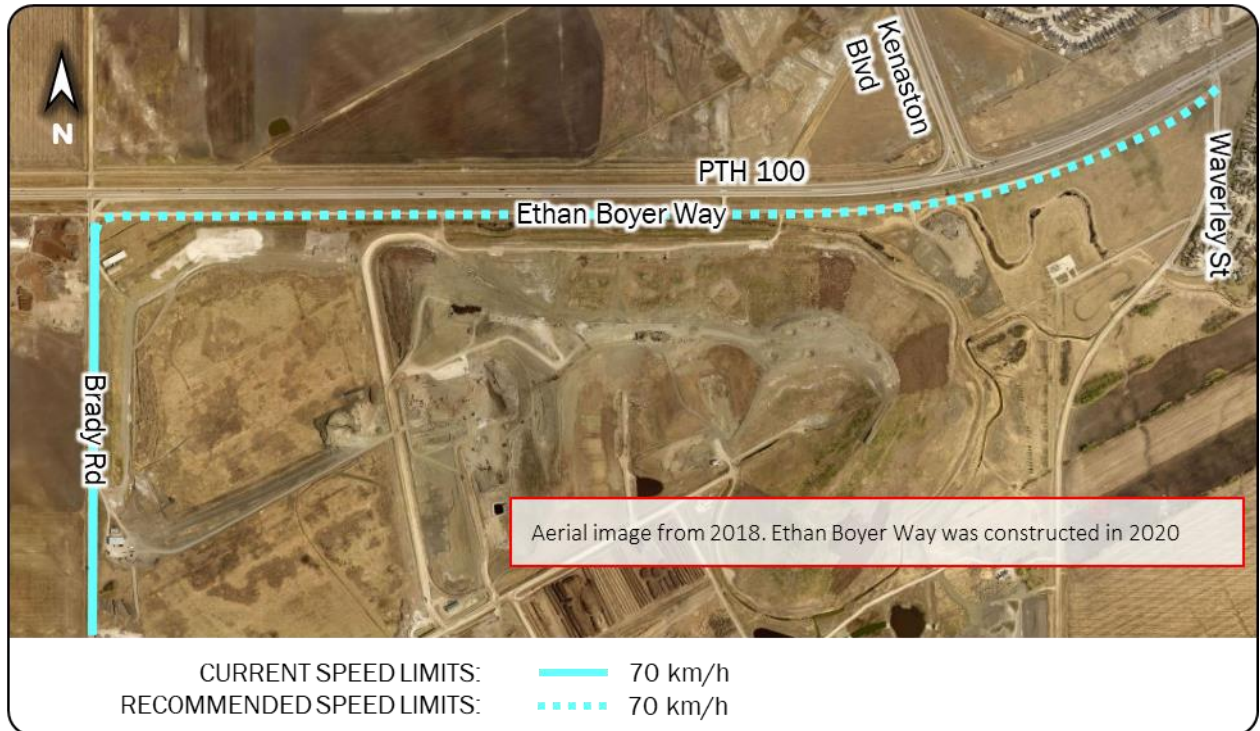 Kenaston
Blvd
N
Waverley St
PTH 100
Ethan Boyer Way
Brady Rd
Aerial image from 2018. Ethan Boyer Way was constructed in 2020
CURRENT SPEED LIMITS: 70 km/h
RECOMMENDED SPEED LIMITS: 70 km/h